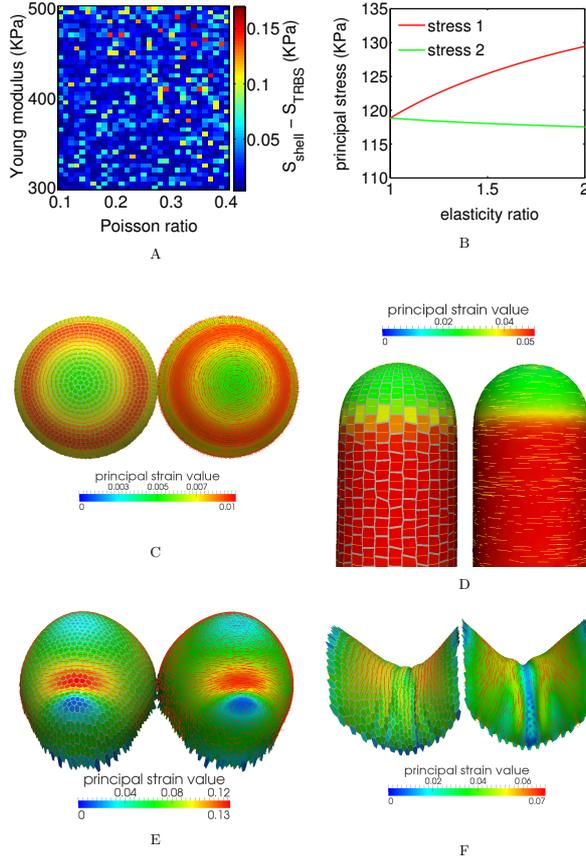 500
400
300
Young modulus (KPa)
0.1 0.2 0.3 0.4
Poisson ratio
0.15
0.1
0.05
S_shell − S_TRBS (KPa)
A
135
130
125
120
115
110
principal stress (KPa)
stress 1
stress 2
1 1.5 2
elasticity ratio
B
principal strain value
0.003 0.005 0.007
0 0.01
C
principal strain value
0.02 0.04
0 0.05
D
principal strain value
0.04 0.08 0.12
0 0.13
E
principal strain value
0.02 0.04 0.06
0 0.07
F